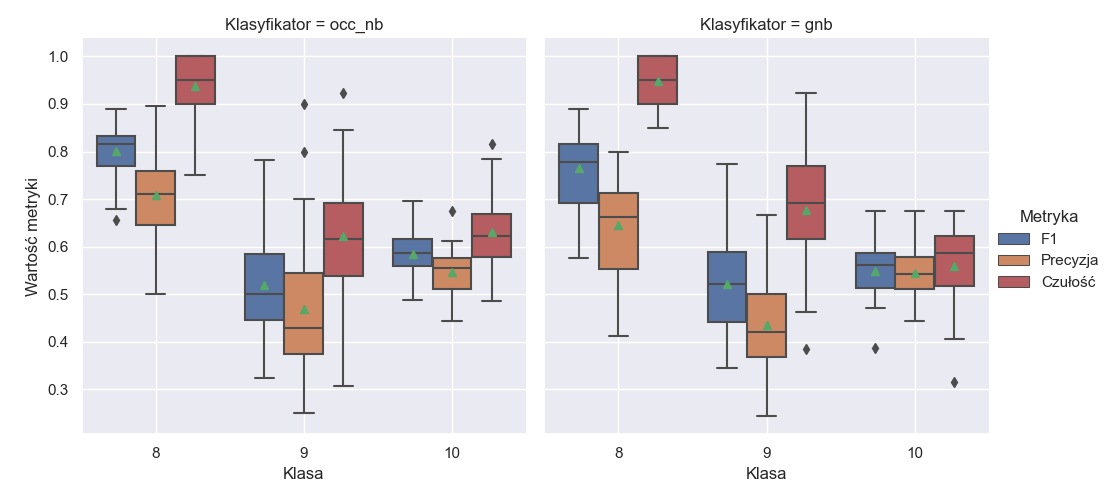 Klasyfikator = occ_nb
Klasyfikator = gnb
Wartość metryki
1.0
0.9
0.8
0.7
0.6
0.5
0.4
0.3
8
9
10
8
9
10
Klasa
Klasa
Metryka
F1
Precyzja
Czułość